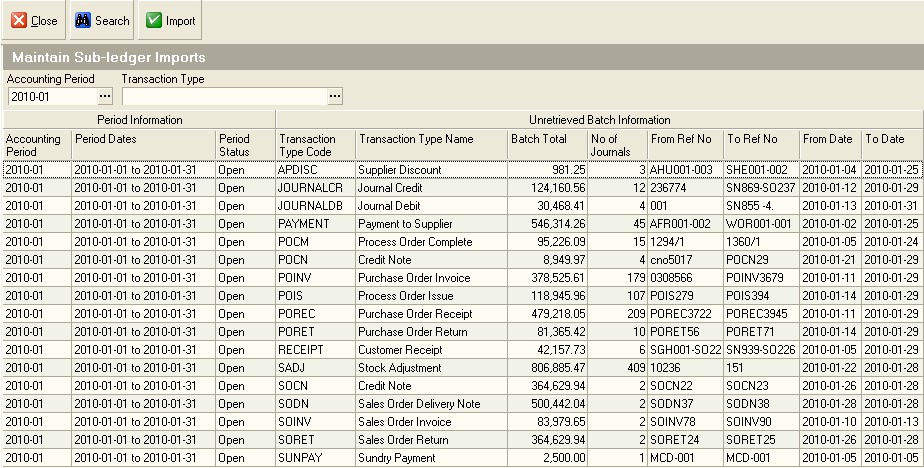 Close Search Import
Maintain Sub-ledger Imports
Accounting Period Transaction Type
2010-01 ... ...
Period Information Unretrieved Batch Information
Accounting Period Period Dates Period Status Transaction Type Code Transaction Type Name Batch Total No of Journals From Ref No To Ref No From Date To Date
2010-01 2010-01-01 to 2010-01-31 Open APDISC Supplier Discount 981.25 3 AHU001-003 SHE001-002 2010-01-04 2010-01-25
2010-01 2010-01-01 to 2010-01-31 Open JOURNALCR Journal Credit 124,160.56 12 236774 SN869-SO237 2010-01-12 2010-01-29
2010-01 2010-01-01 to 2010-01-31 Open JOURNALDB Journal Debit 30,468.41 4 001 SN855 -4. 2010-01-13 2010-01-31
2010-01 2010-01-01 to 2010-01-31 Open PAYMENT Payment to Supplier 546,314.26 45 AFR001-002 WOR001-001 2010-01-02 2010-01-25
2010-01 2010-01-01 to 2010-01-31 Open POCM Process Order Complete 95,226.09 15 1294/1 1360/1 2010-01-05 2010-01-24
2010-01 2010-01-01 to 2010-01-31 Open POCN Credit Note 8,949.97 4 cno5017 POCN29 2010-01-21 2010-01-29
2010-01 2010-01-01 to 2010-01-31 Open POINV Purchase Order Invoice 378,525.61 179 0308566 POINV3679 2010-01-11 2010-01-29
2010-01 2010-01-01 to 2010-01-31 Open POIS Process Order Issue 118,945.96 107 POIS279 POIS394 2010-01-14 2010-01-29
2010-01 2010-01-01 to 2010-01-31 Open POREC Purchase Order Receipt 479,218.05 209 POREC3722 POREC3945 2010-01-11 2010-01-29
2010-01 2010-01-01 to 2010-01-31 Open PORET Purchase Order Return 81,365.42 10 PORET56 PORET71 2010-01-14 2010-01-29
2010-01 2010-01-01 to 2010-01-31 Open RECEIPT Customer Receipt 42,157.73 6 SGH001-SO22 SN939-SO226 2010-01-05 2010-01-29
2010-01 2010-01-01 to 2010-01-31 Open SADJ Stock Adjustment 806,885.47 409 10236 151 2010-01-22 2010-01-28
2010-01 2010-01-01 to 2010-01-31 Open SOCN Credit Note 364,629.94 2 SOCN22 SOCN23 2010-01-26 2010-01-28
2010-01 2010-01-01 to 2010-01-31 Open SODN Sales Order Delivery Note 500,442.04 2 SODN37 SODN38 2010-01-28 2010-01-28
2010-01 2010-01-01 to 2010-01-31 Open SOINV Sales Order Invoice 83,979.65 2 SOINV78 SOINV90 2010-01-10 2010-01-13
2010-01 2010-01-01 to 2010-01-31 Open SORET Sales Order Return 364,629.94 2 SORET24 SORET25 2010-01-26 2010-01-28
2010-01 2010-01-01 to 2010-01-31 Open SUNPAY Sundry Payment 2,500.00 1 MCD-001 MCD-001 2010-01-05 2010-01-05